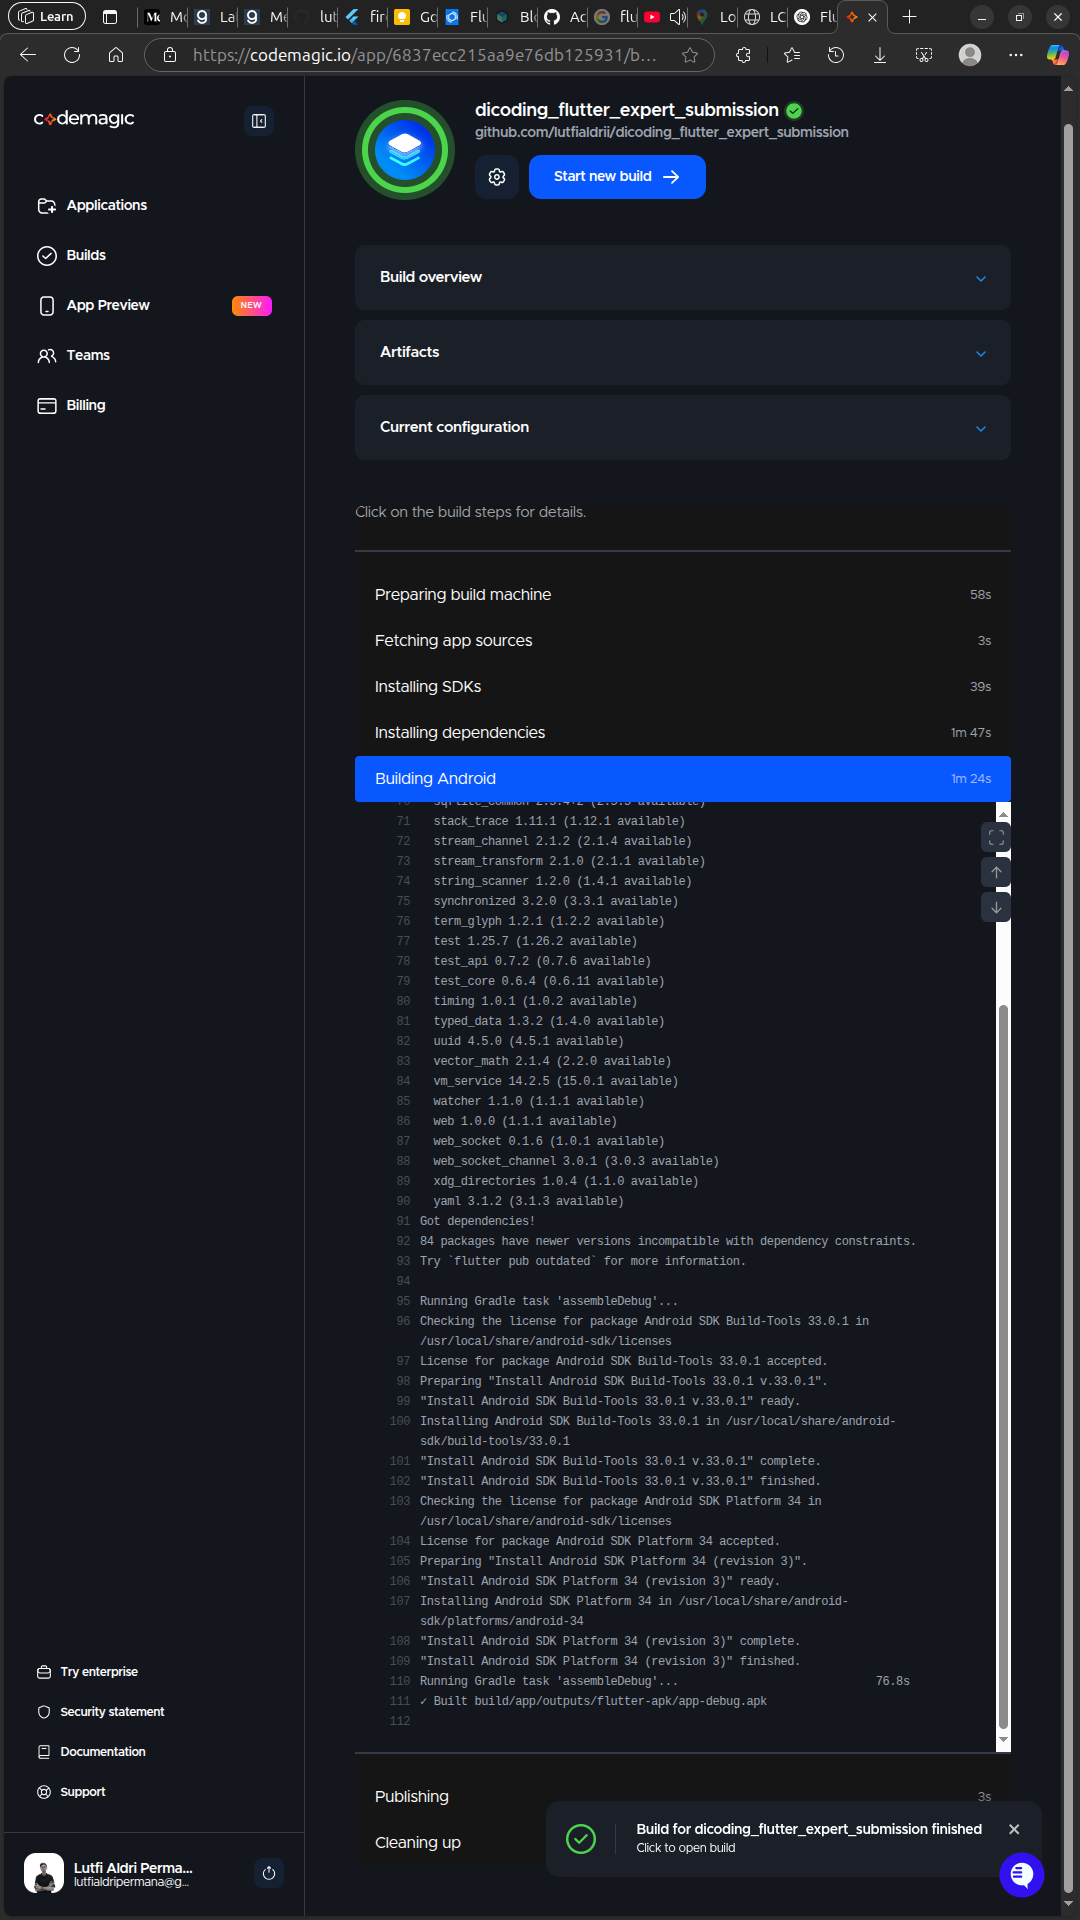 Learn
https://codemagic.io/app/6837ecc215aa9e76db125931/b...
codemagic
Applications
Builds
App Preview
NEW
Teams
Billing
dicoding_flutter_expert_submission
github.com/lutfialdrii/dicoding_flutter_expert_submission
Start new build
Build overview
Artifacts
Current configuration
Click on the build steps for details.
Preparing build machine 58s
Fetching app sources 3s
Installing SDKs 39s
Installing dependencies 1m 47s
Building Android 1m 24s
71 stack_trace 1.11.1 (1.12.1 available)
72 stream_channel 2.1.2 (2.1.4 available)
73 stream_transform 2.1.0 (2.1.1 available)
74 string_scanner 1.2.0 (1.4.1 available)
75 synchronized 3.2.0 (3.3.1 available)
76 term_glyph 1.2.1 (1.2.2 available)
77 test 1.25.7 (1.26.2 available)
78 test_api 0.7.2 (0.7.6 available)
79 test_core 0.6.4 (0.6.11 available)
80 timing 1.0.1 (1.0.2 available)
81 typed_data 1.3.2 (1.4.0 available)
82 uuid 4.5.0 (4.5.1 available)
83 vector_math 2.1.4 (2.2.0 available)
84 vm_service 14.2.5 (15.0.1 available)
85 watcher 1.1.0 (1.1.1 available)
86 web 1.0.0 (1.1.1 available)
87 web_socket 0.1.6 (1.0.1 available)
88 web_socket_channel 3.0.1 (3.0.3 available)
89 xdg_directories 1.0.4 (1.1.0 available)
90 yaml 3.1.2 (3.1.3 available)
91 Got dependencies!
92 84 packages have newer versions incompatible with dependency constraints.
93 Try `flutter pub outdated` for more information.
94
95 Running Gradle task 'assembleDebug'...
96 Checking the license for package Android SDK Build-Tools 33.0.1 in
/usr/local/share/android-sdk/licenses
97 License for package Android SDK Build-Tools 33.0.1 accepted.
98 Preparing "Install Android SDK Build-Tools 33.0.1 v.33.0.1".
99 "Install Android SDK Build-Tools 33.0.1 v.33.0.1" ready.
100 Installing Android SDK Build-Tools 33.0.1 in /usr/local/share/android-
sdk/build-tools/33.0.1
101 "Install Android SDK Build-Tools 33.0.1 v.33.0.1" complete.
102 "Install Android SDK Build-Tools 33.0.1 v.33.0.1" finished.
103 Checking the license for package Android SDK Platform 34 in
/usr/local/share/android-sdk/licenses
104 License for package Android SDK Platform 34 accepted.
105 Preparing "Install Android SDK Platform 34 (revision 3)".
106 "Install Android SDK Platform 34 (revision 3)" ready.
107 Installing Android SDK Platform 34 in /usr/local/share/android-
sdk/platforms/android-34
108 "Install Android SDK Platform 34 (revision 3)" complete.
109 "Install Android SDK Platform 34 (revision 3)" finished.
110 Running Gradle task 'assembleDebug'... 76.8s
111 ✓ Built build/app/outputs/flutter-apk/app-debug.apk
112
Publishing 3s
Cleaning up
Build for dicoding_flutter_expert_submission finished
Click to open build
Try enterprise
Security statement
Documentation
Support
Lutfi Aldri Perma...
lutfialdripermana@g...